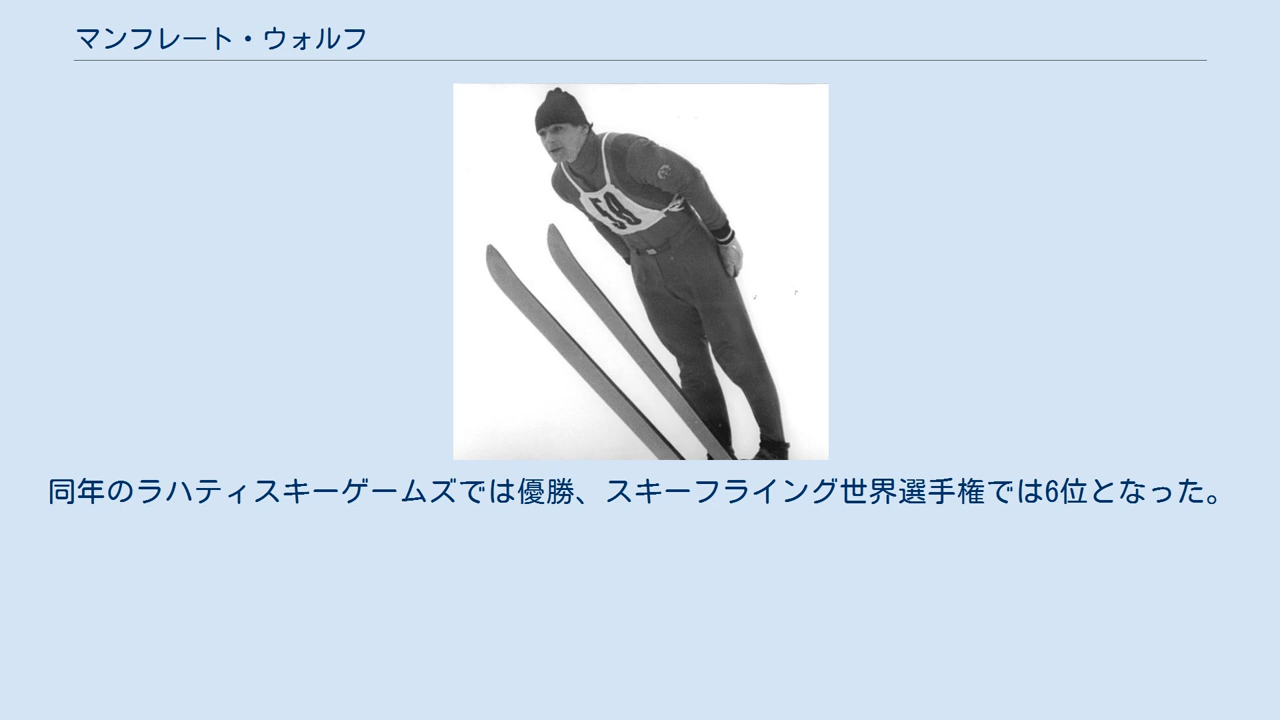 マンフレート・ウォルフ
58
同年のラハティスキーゲームズでは優勝、スキーフライング世界選手権では6位となった。